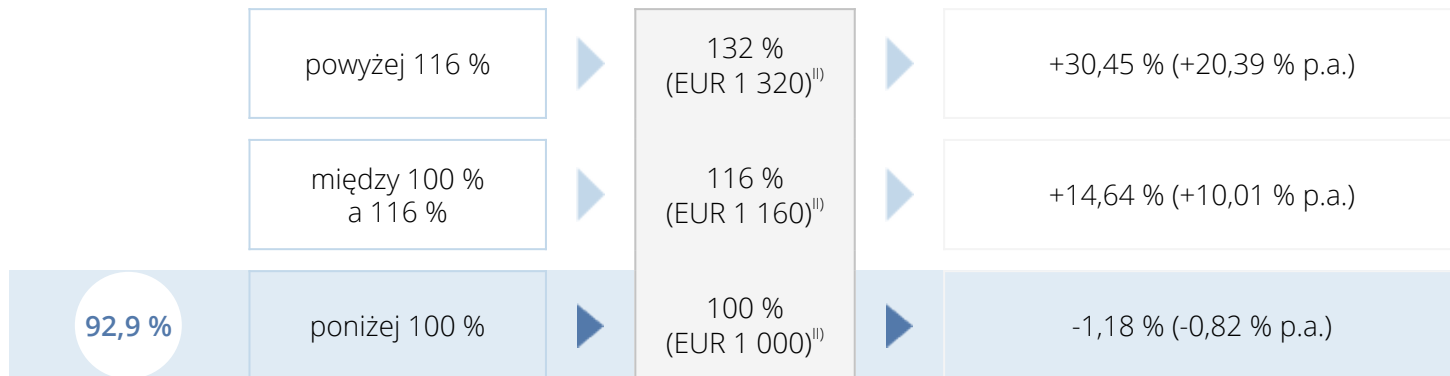 powyżej 116 %
132 %
(EUR 1 320)II)
+30,45 % (+20,39 % p.a.)
między 100 %
a 116 %
116 %
(EUR 1 160)II)
+14,64 % (+10,01 % p.a.)
92,9 %
poniżej 100 %
100 %
(EUR 1 000)II)
-1,18 % (-0,82 % p.a.)